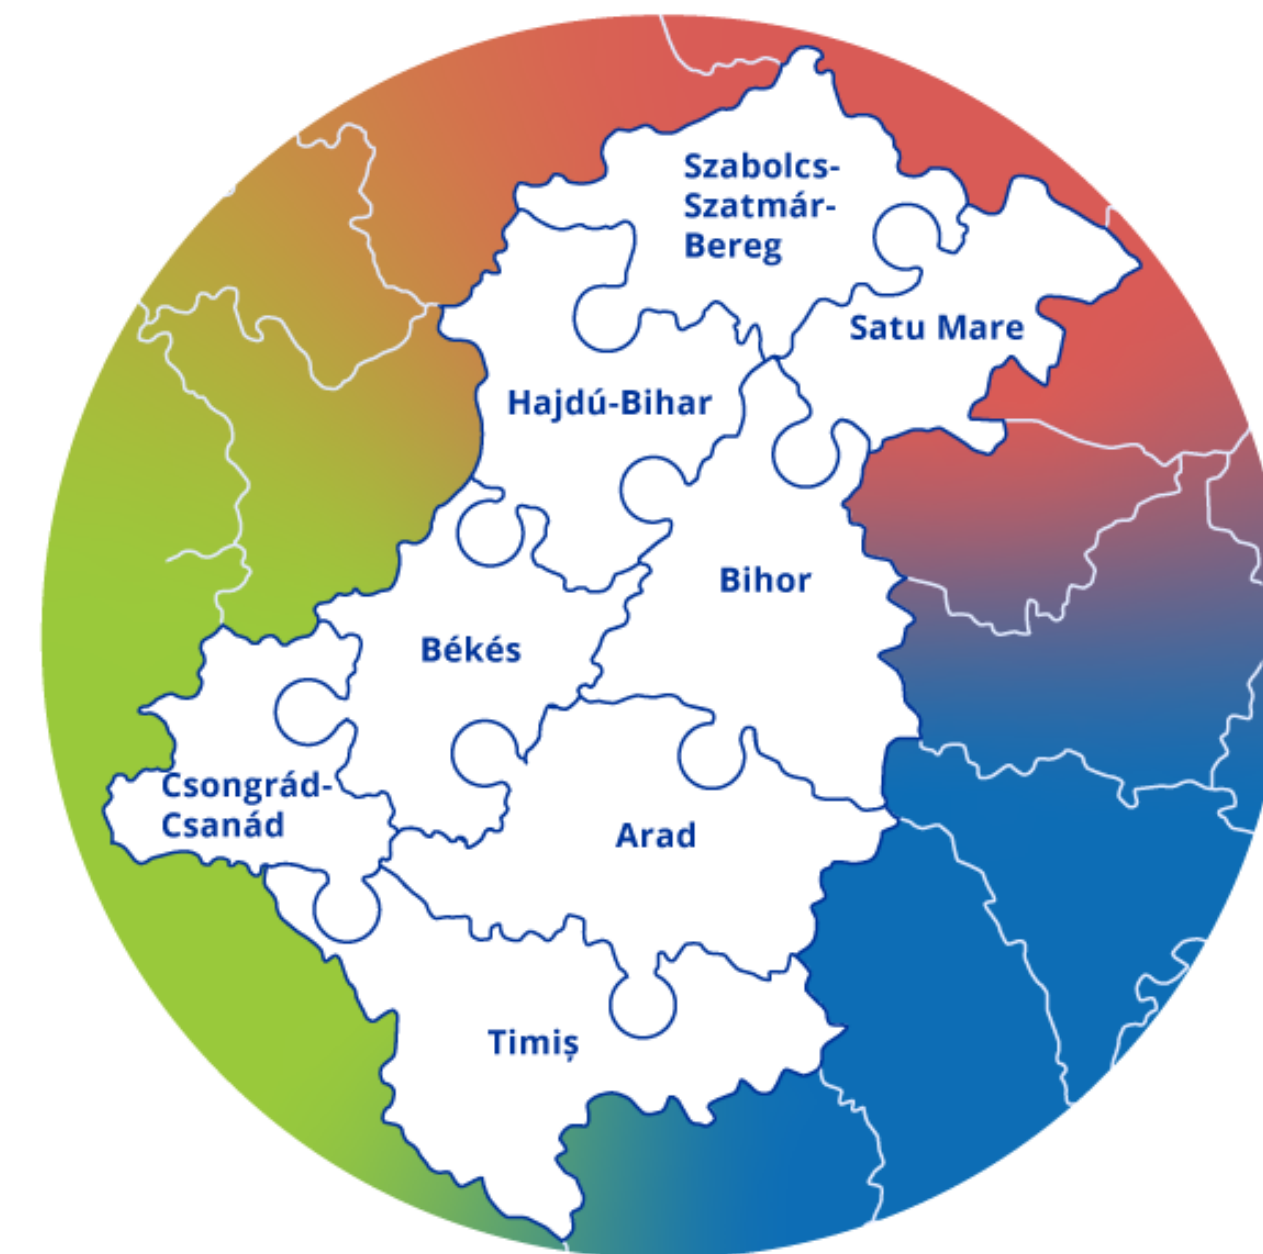 Szabolcs-
Szatmár-
Bereg
Satu Mare
Hajdú-Bihar
Bihor
Békés
Csongrád-
Csanád
Arad
Timiș